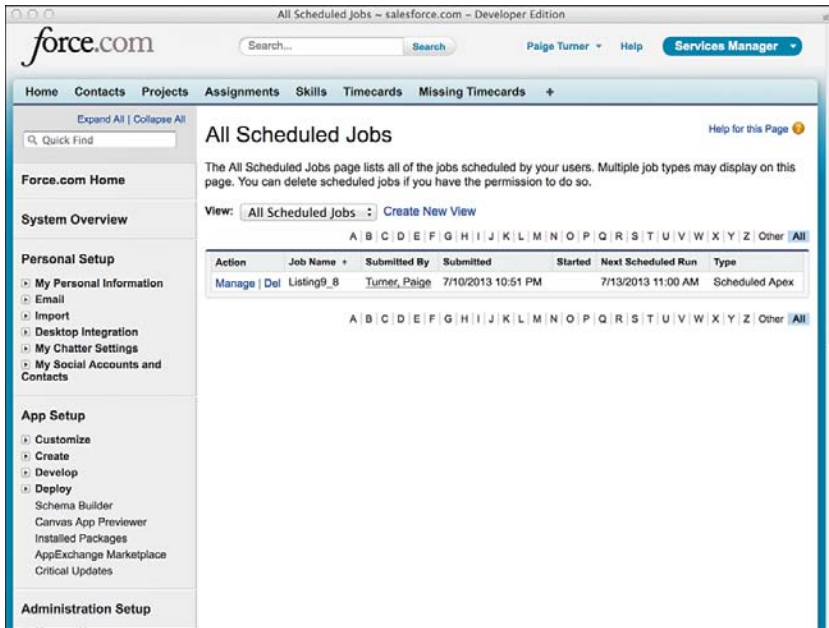 All Scheduled Jobs ~ salesforce.com – Developer Edition
force.com
Search...
Search
Paige Turner
Help
Services Manager
Home Contacts Projects Assignments Skills Timecards Missing Timecards +
Expand All | Collapse All
Quick Find
Force.com Home
System Overview
Personal Setup
My Personal Information
Email
Import
Desktop Integration
My Chatter Settings
My Social Accounts and
Contacts
App Setup
Customize
Create
Develop
Deploy
Schema Builder
Canvas App Previewer
Installed Packages
AppExchange Marketplace
Critical Updates
Administration Setup
All Scheduled Jobs
Help for this Page
The All Scheduled Jobs page lists all of the jobs scheduled by your users. Multiple job types may display on this
page. You can delete scheduled jobs if you have the permission to do so.
View: All Scheduled Jobs Create New View
A | B | C | D | E | F | G | H | I | J | K | L | M | N | O | P | Q | R | S | T | U | V | W | X | Y | Z | Other | All
Action Job Name Submitted By Submitted Started Next Scheduled Run Type
Manage | Del Listing9_8 Turner, Paige 7/10/2013 10:51 PM 7/13/2013 11:00 AM Scheduled Apex
A | B | C | D | E | F | G | H | I | J | K | L | M | N | O | P | Q | R | S | T | U | V | W | X | Y | Z | Other | All